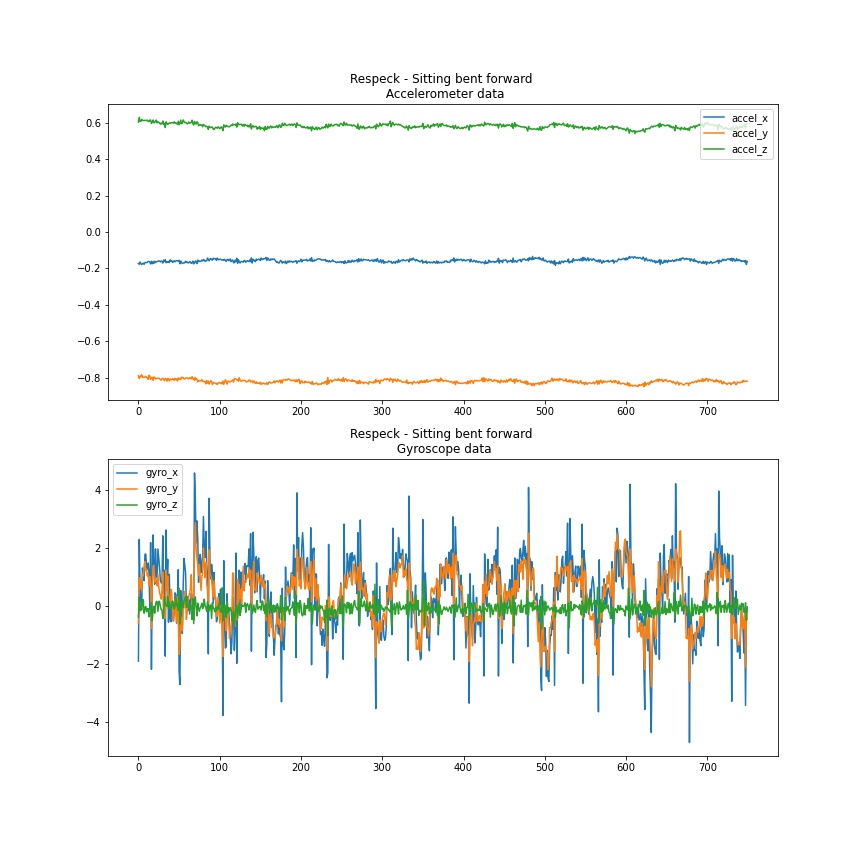 Respeck - Sitting bent forward
Accelerometer data
0.6
0.4
0.2
0.0
−0.2
−0.4
−0.6
−0.8
accel_x
accel_y
accel_z
0 100 200 300 400 500 600 700
Respeck - Sitting bent forward
Gyroscope data
4
2
0
−2
−4
gyro_x
gyro_y
gyro_z
0 100 200 300 400 500 600 700